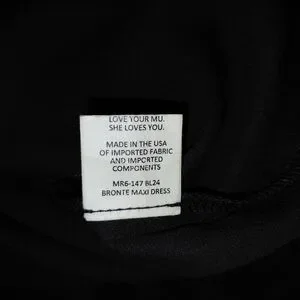 LOVE YOUR MU.
SHE LOVES YOU.
MADE IN THE USA
OF IMPORTED FABRIC
AND IMPORTED
COMPONENTS
MR6-147 BL24
BRONTE MAXI DRESS